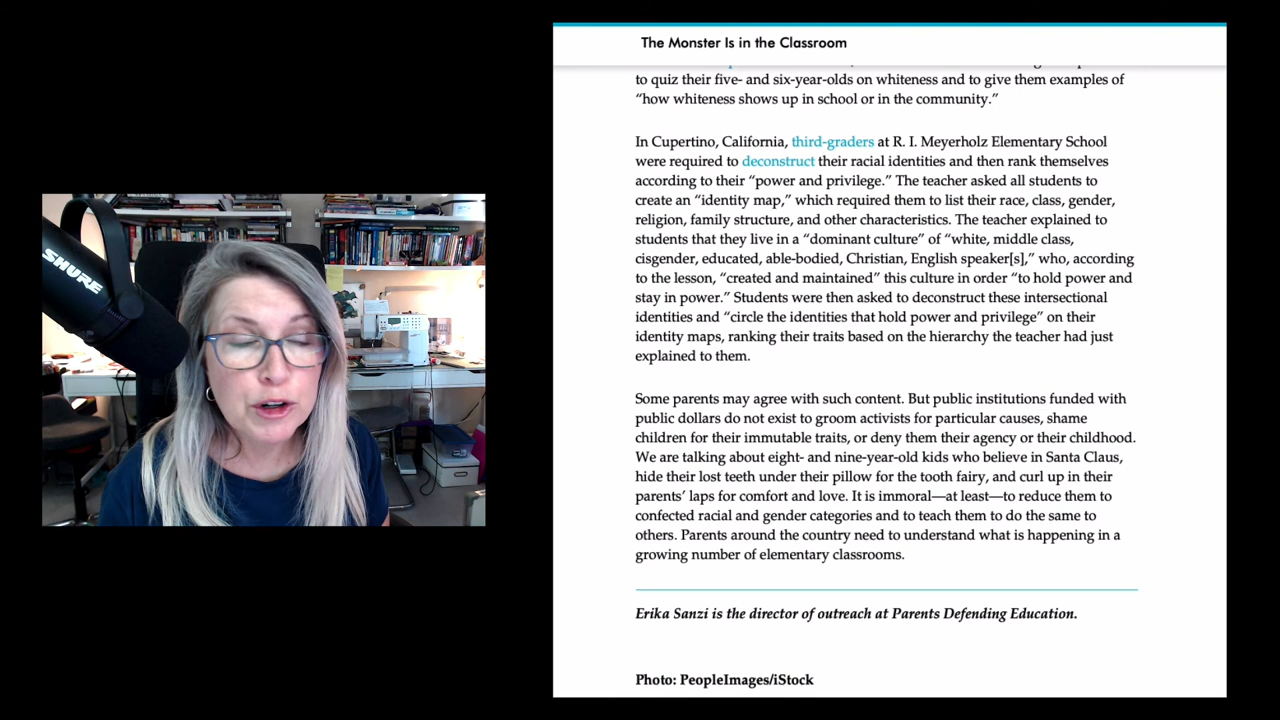 The Monster Is in the Classroom
to quiz their five- and six-year-olds on whiteness and to give them examples of
“how whiteness shows up in school or in the community.”
In Cupertino, California, third-graders at R. I. Meyerholz Elementary School
were required to deconstruct their racial identities and then rank themselves
according to their “power and privilege.” The teacher asked all students to
create an “identity map,” which required them to list their race, class, gender,
religion, family structure, and other characteristics. The teacher explained to
students that they live in a “dominant culture” of “white, middle class,
cisgender, educated, able-bodied, Christian, English speaker[s],” who, according
to the lesson, “created and maintained” this culture in order “to hold power and
stay in power.” Students were then asked to deconstruct these intersectional
identities and “circle the identities that hold power and privilege” on their
identity maps, ranking their traits based on the hierarchy the teacher had just
explained to them.
Some parents may agree with such content. But public institutions funded with
public dollars do not exist to groom activists for particular causes, shame
children for their immutable traits, or deny them their agency or their childhood.
We are talking about eight- and nine-year-old kids who believe in Santa Claus,
hide their lost teeth under their pillow for the tooth fairy, and curl up in their
parents’ laps for comfort and love. It is immoral—at least—to reduce them to
confected racial and gender categories and to teach them to do the same to
others. Parents around the country need to understand what is happening in a
growing number of elementary classrooms.
Erika Sanzi is the director of outreach at Parents Defending Education.
Photo: PeopleImages/iStock
SHURE